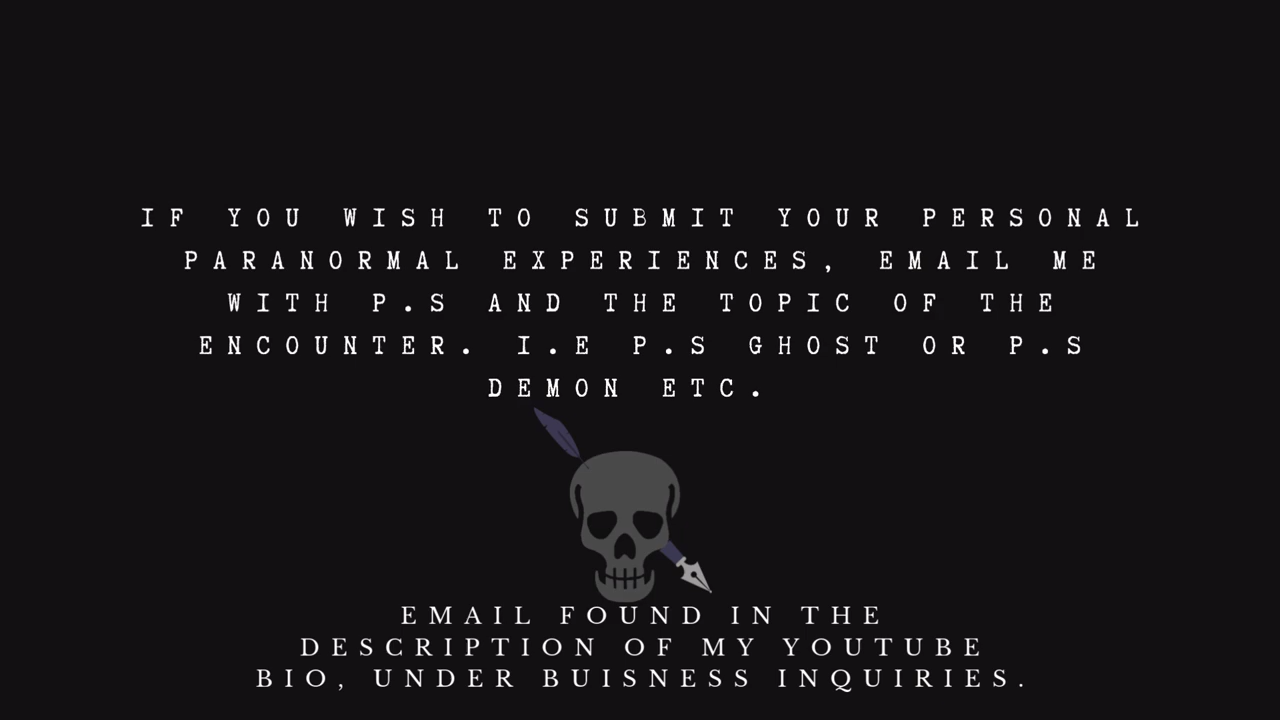 IF YOU WISH TO SUBMIT YOUR PERSONAL
PARANORMAL EXPERIENCES, EMAIL ME
WITH P.S AND THE TOPIC OF THE
ENCOUNTER. I.E P.S GHOST OR P.S
DEMON ETC.
EMAIL FOUND IN THE
DESCRIPTION OF MY YOUTUBE
BIO, UNDER BUISNESS INQUIRIES.